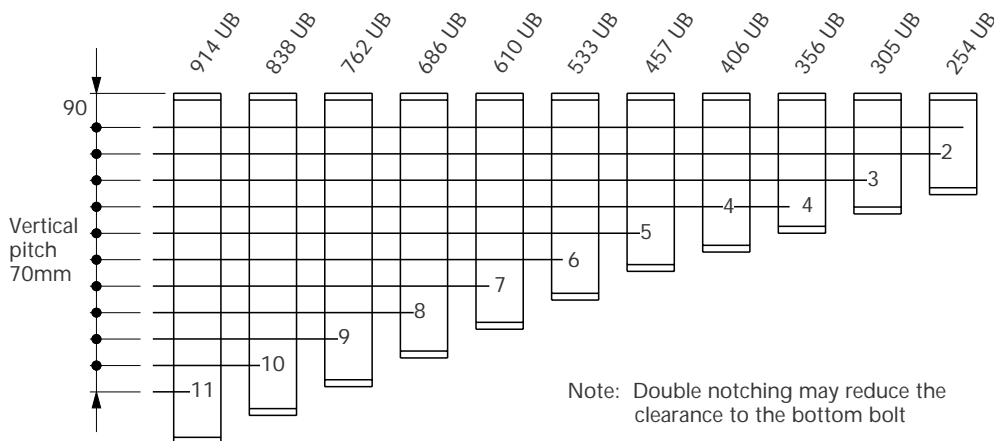 914 UB
838 UB
762 UB
686 UB
610 UB
533 UB
457 UB
406 UB
356 UB
305 UB
254 UB
90
2
3
4
4
Vertical
pitch
70mm
5
6
7
8
9
10
11
Note: Double notching may reduce the
clearance to the bottom bolt